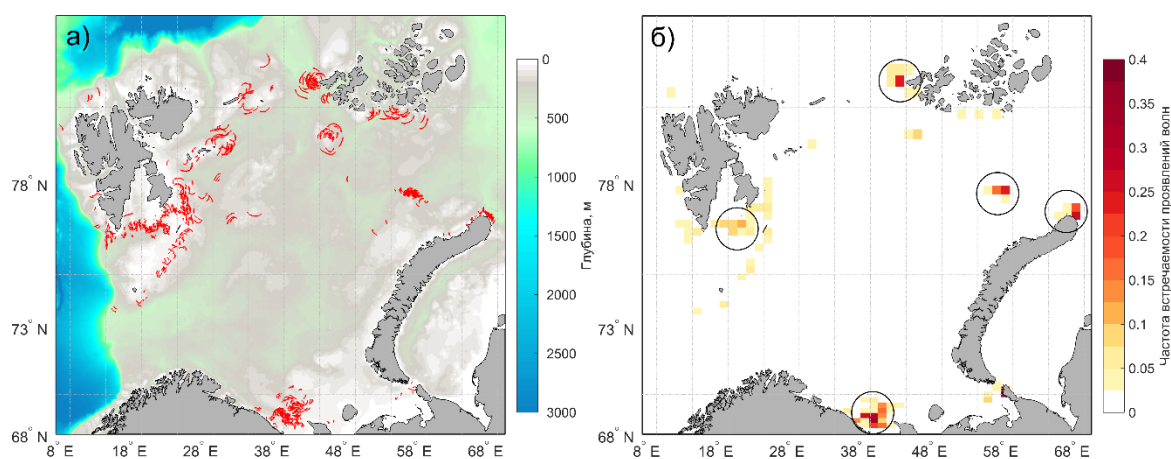 а)
78° N
73° N
68° N
8° E
18° E
28° E
38° E
48° E
58° E
68° E
0
500
1000
1500
2000
2500
3000
Глубина, м
б)
78° N
73° N
68° N
8° E
18° E
28° E
38° E
48° E
58° E
68° E
0.4
0.35
0.3
0.25
0.2
0.15
0.1
0.05
0
Частота встречаемости проявлений волн